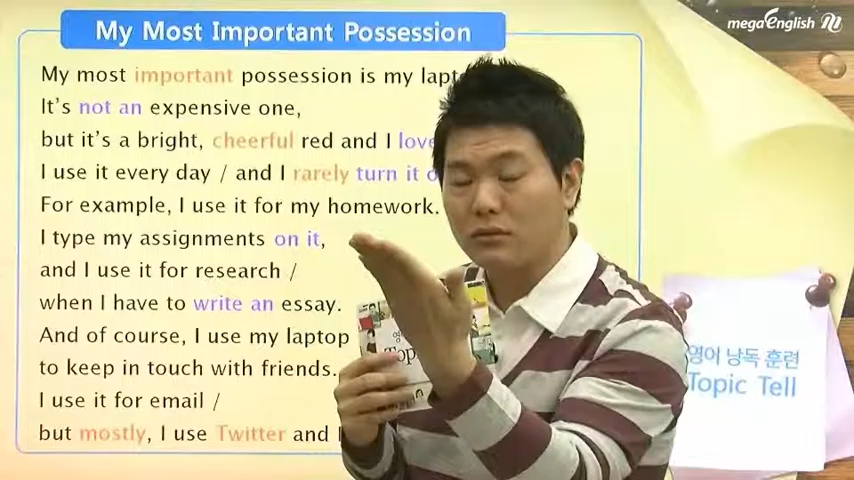 megaEnglish
My Most Important Possession
My most important possession is my
It's not an expensive one,
but it's a bright, cheerful red and I love
I use it every day / and I rarely turn it
For example, I use it for my homework.
I type my assignments on it,
and I use it for research /
when I have to write an essay.
And of course, I use my laptop
to keep in touch with friends.
I use it for email /
but mostly, I use Twitter and I
영어 낭독 훈련
Topic Tell